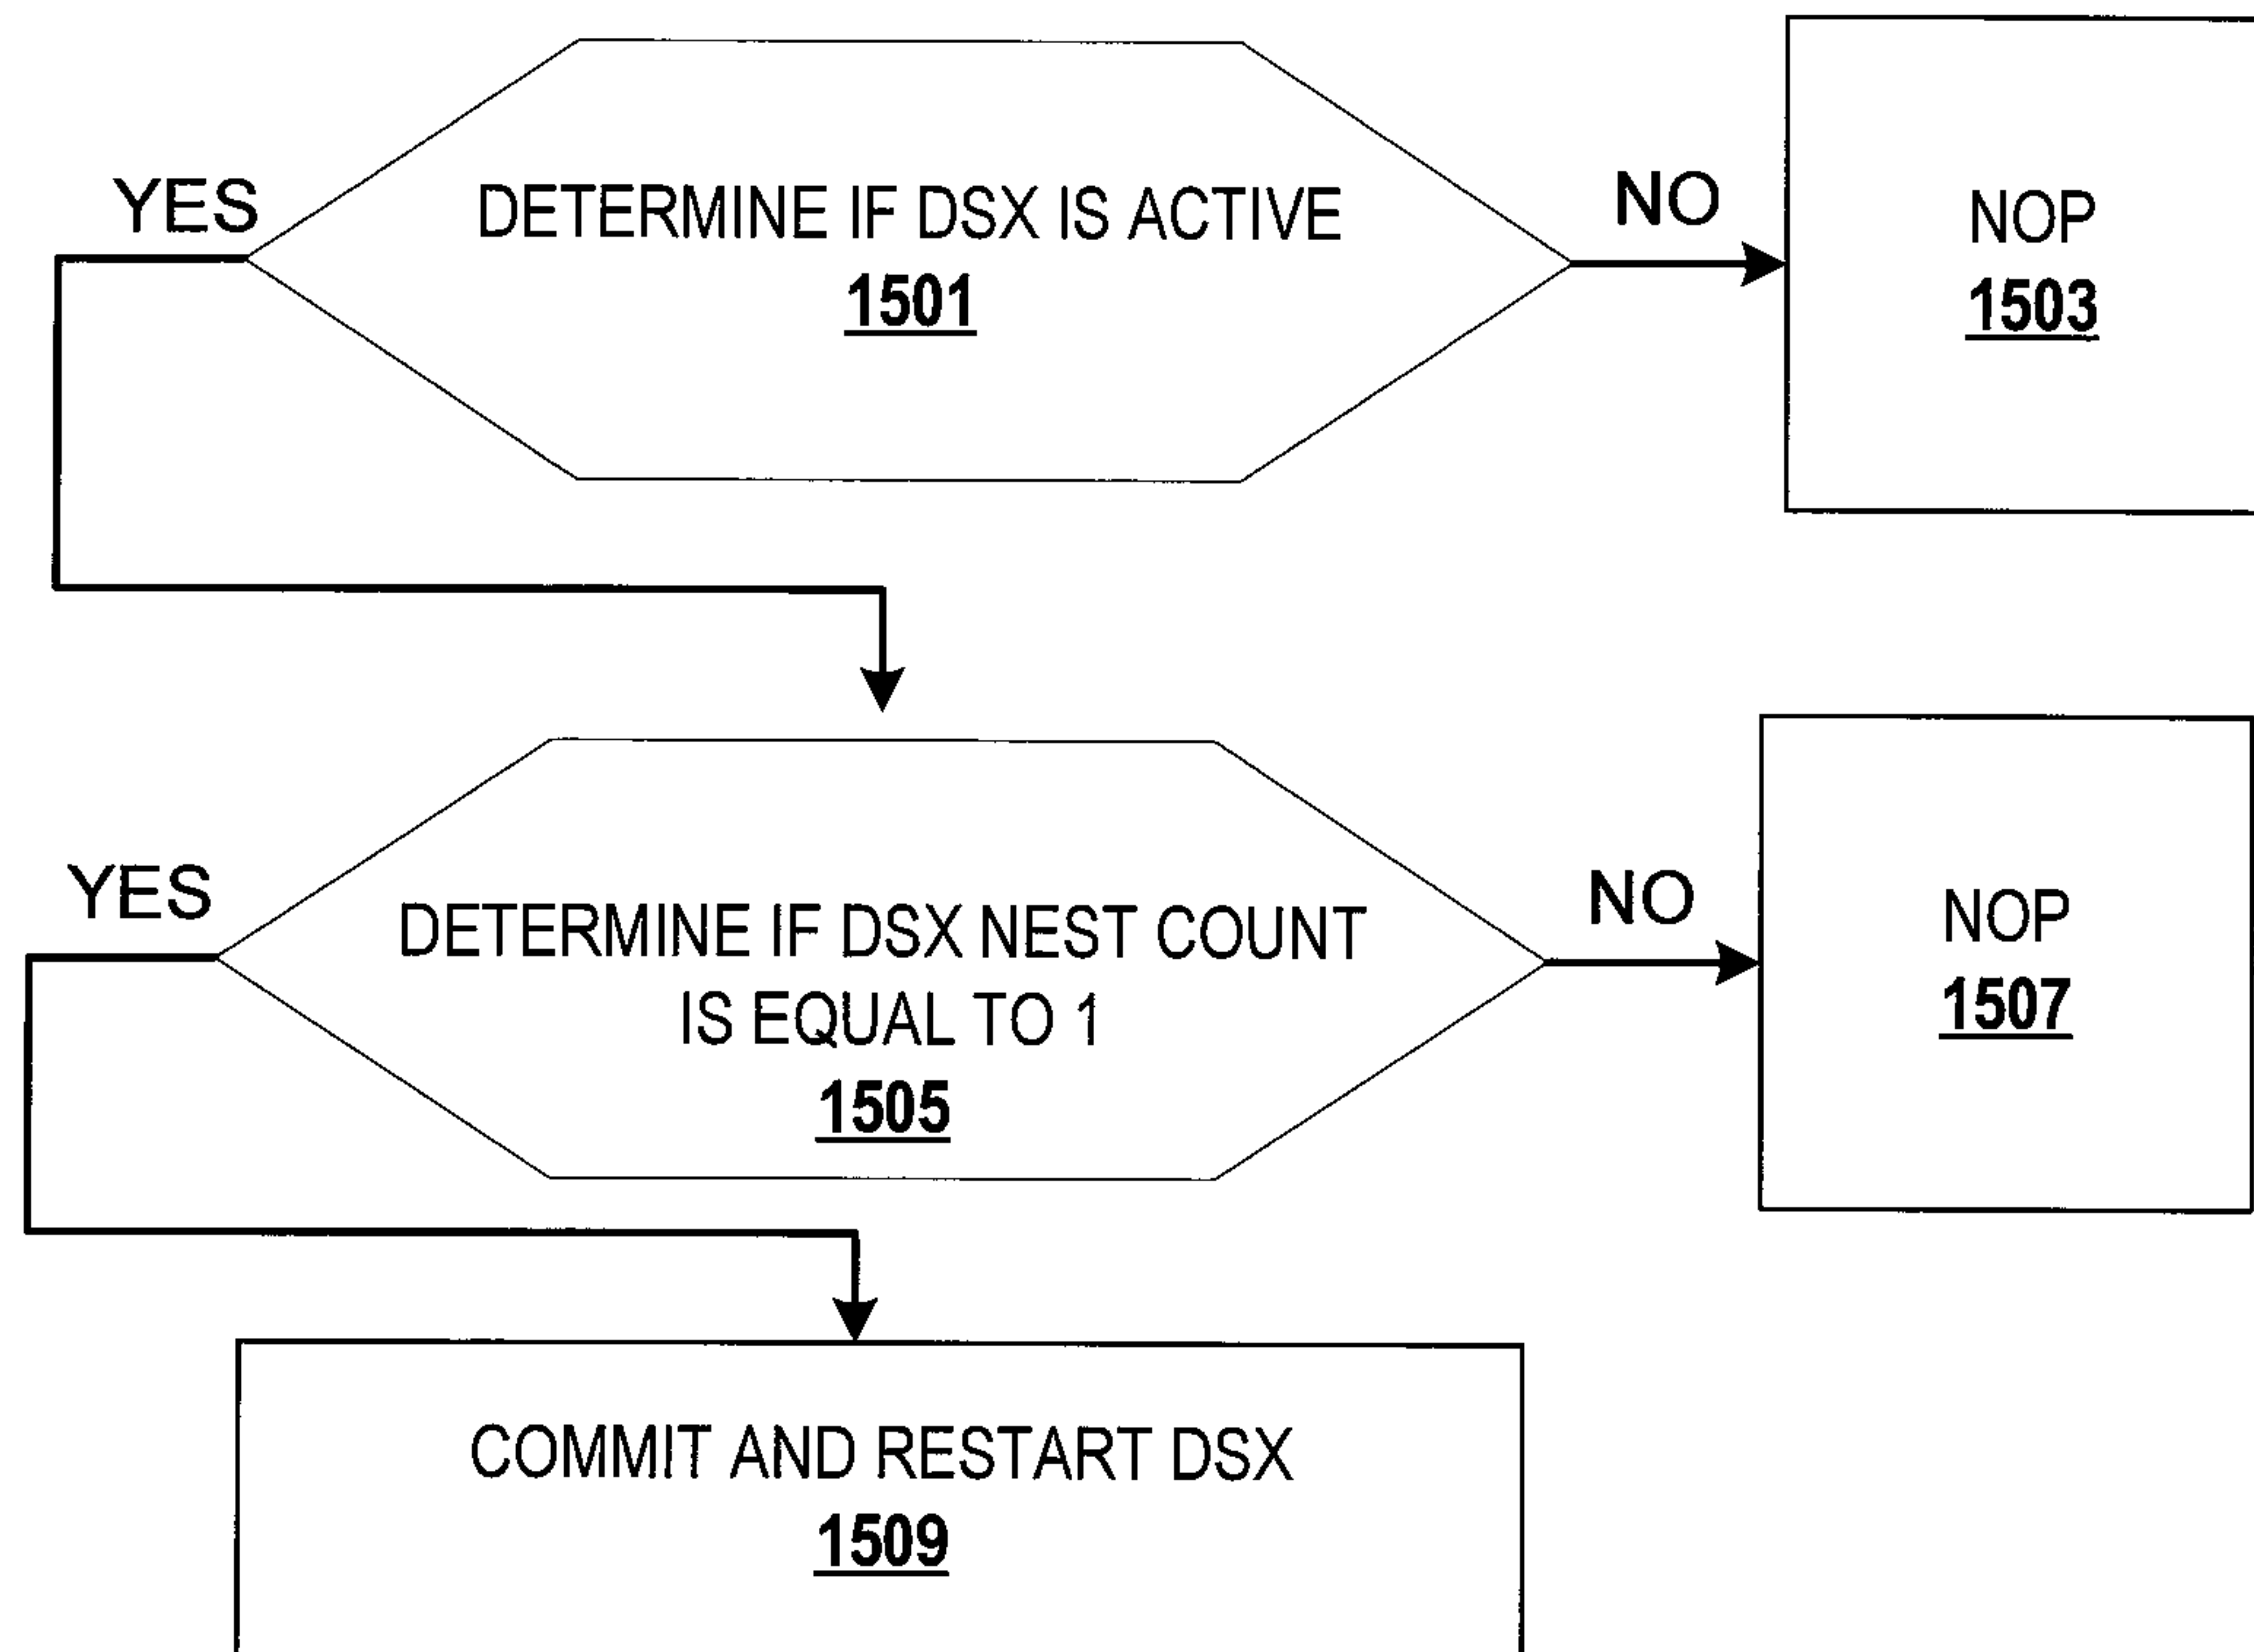 YES
DETERMINE IF DSX IS ACTIVE
1501
NO
NOP
1503
YES
DETERMINE IF DSX NEST COUNT
IS EQUAL TO 1
1505
NO
NOP
1507
COMMIT AND RESTART DSX
1509